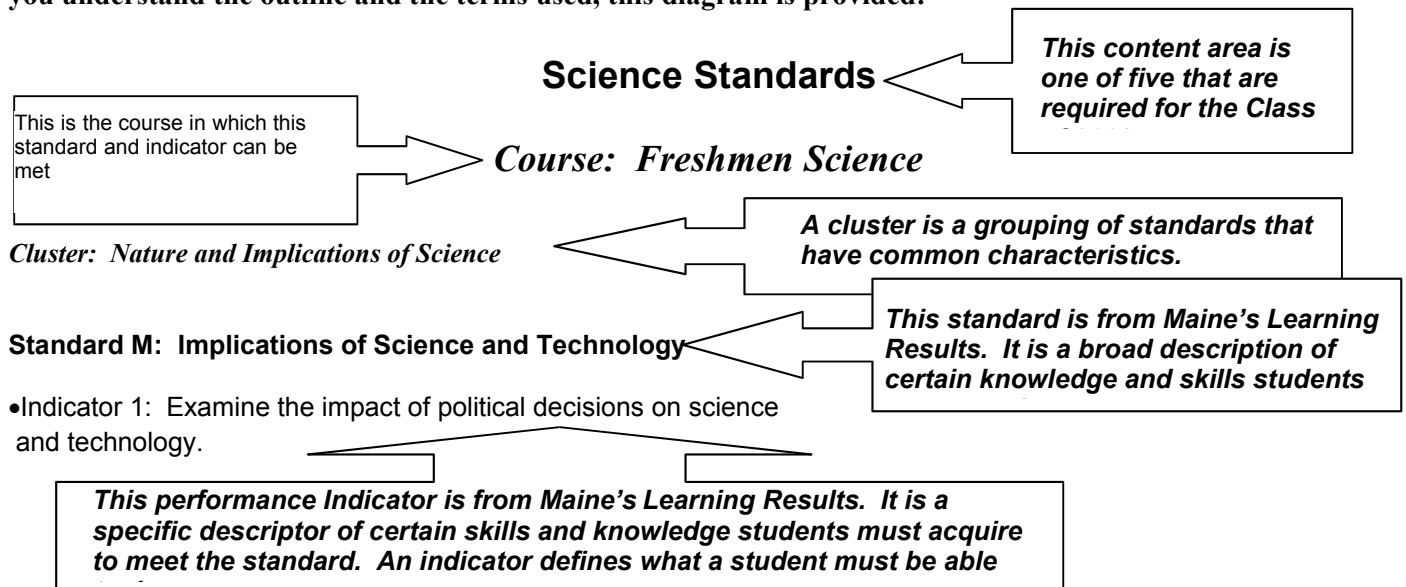 you understand the outline and the terms used, this diagram is provided:
Science Standards
This content area is
one of five that are
required for the Class
This is the course in which this
standard and indicator can be
met
Course: Freshmen Science
A cluster is a grouping of standards that
have common characteristics.
Cluster: Nature and Implications of Science
This standard is from Maine’s Learning
Results. It is a broad description of
certain knowledge and skills students
Standard M: Implications of Science and Technology
•Indicator 1: Examine the impact of political decisions on science
and technology.
This performance Indicator is from Maine’s Learning Results. It is a
specific descriptor of certain skills and knowledge students must acquire
to meet the standard. An indicator defines what a student must be able